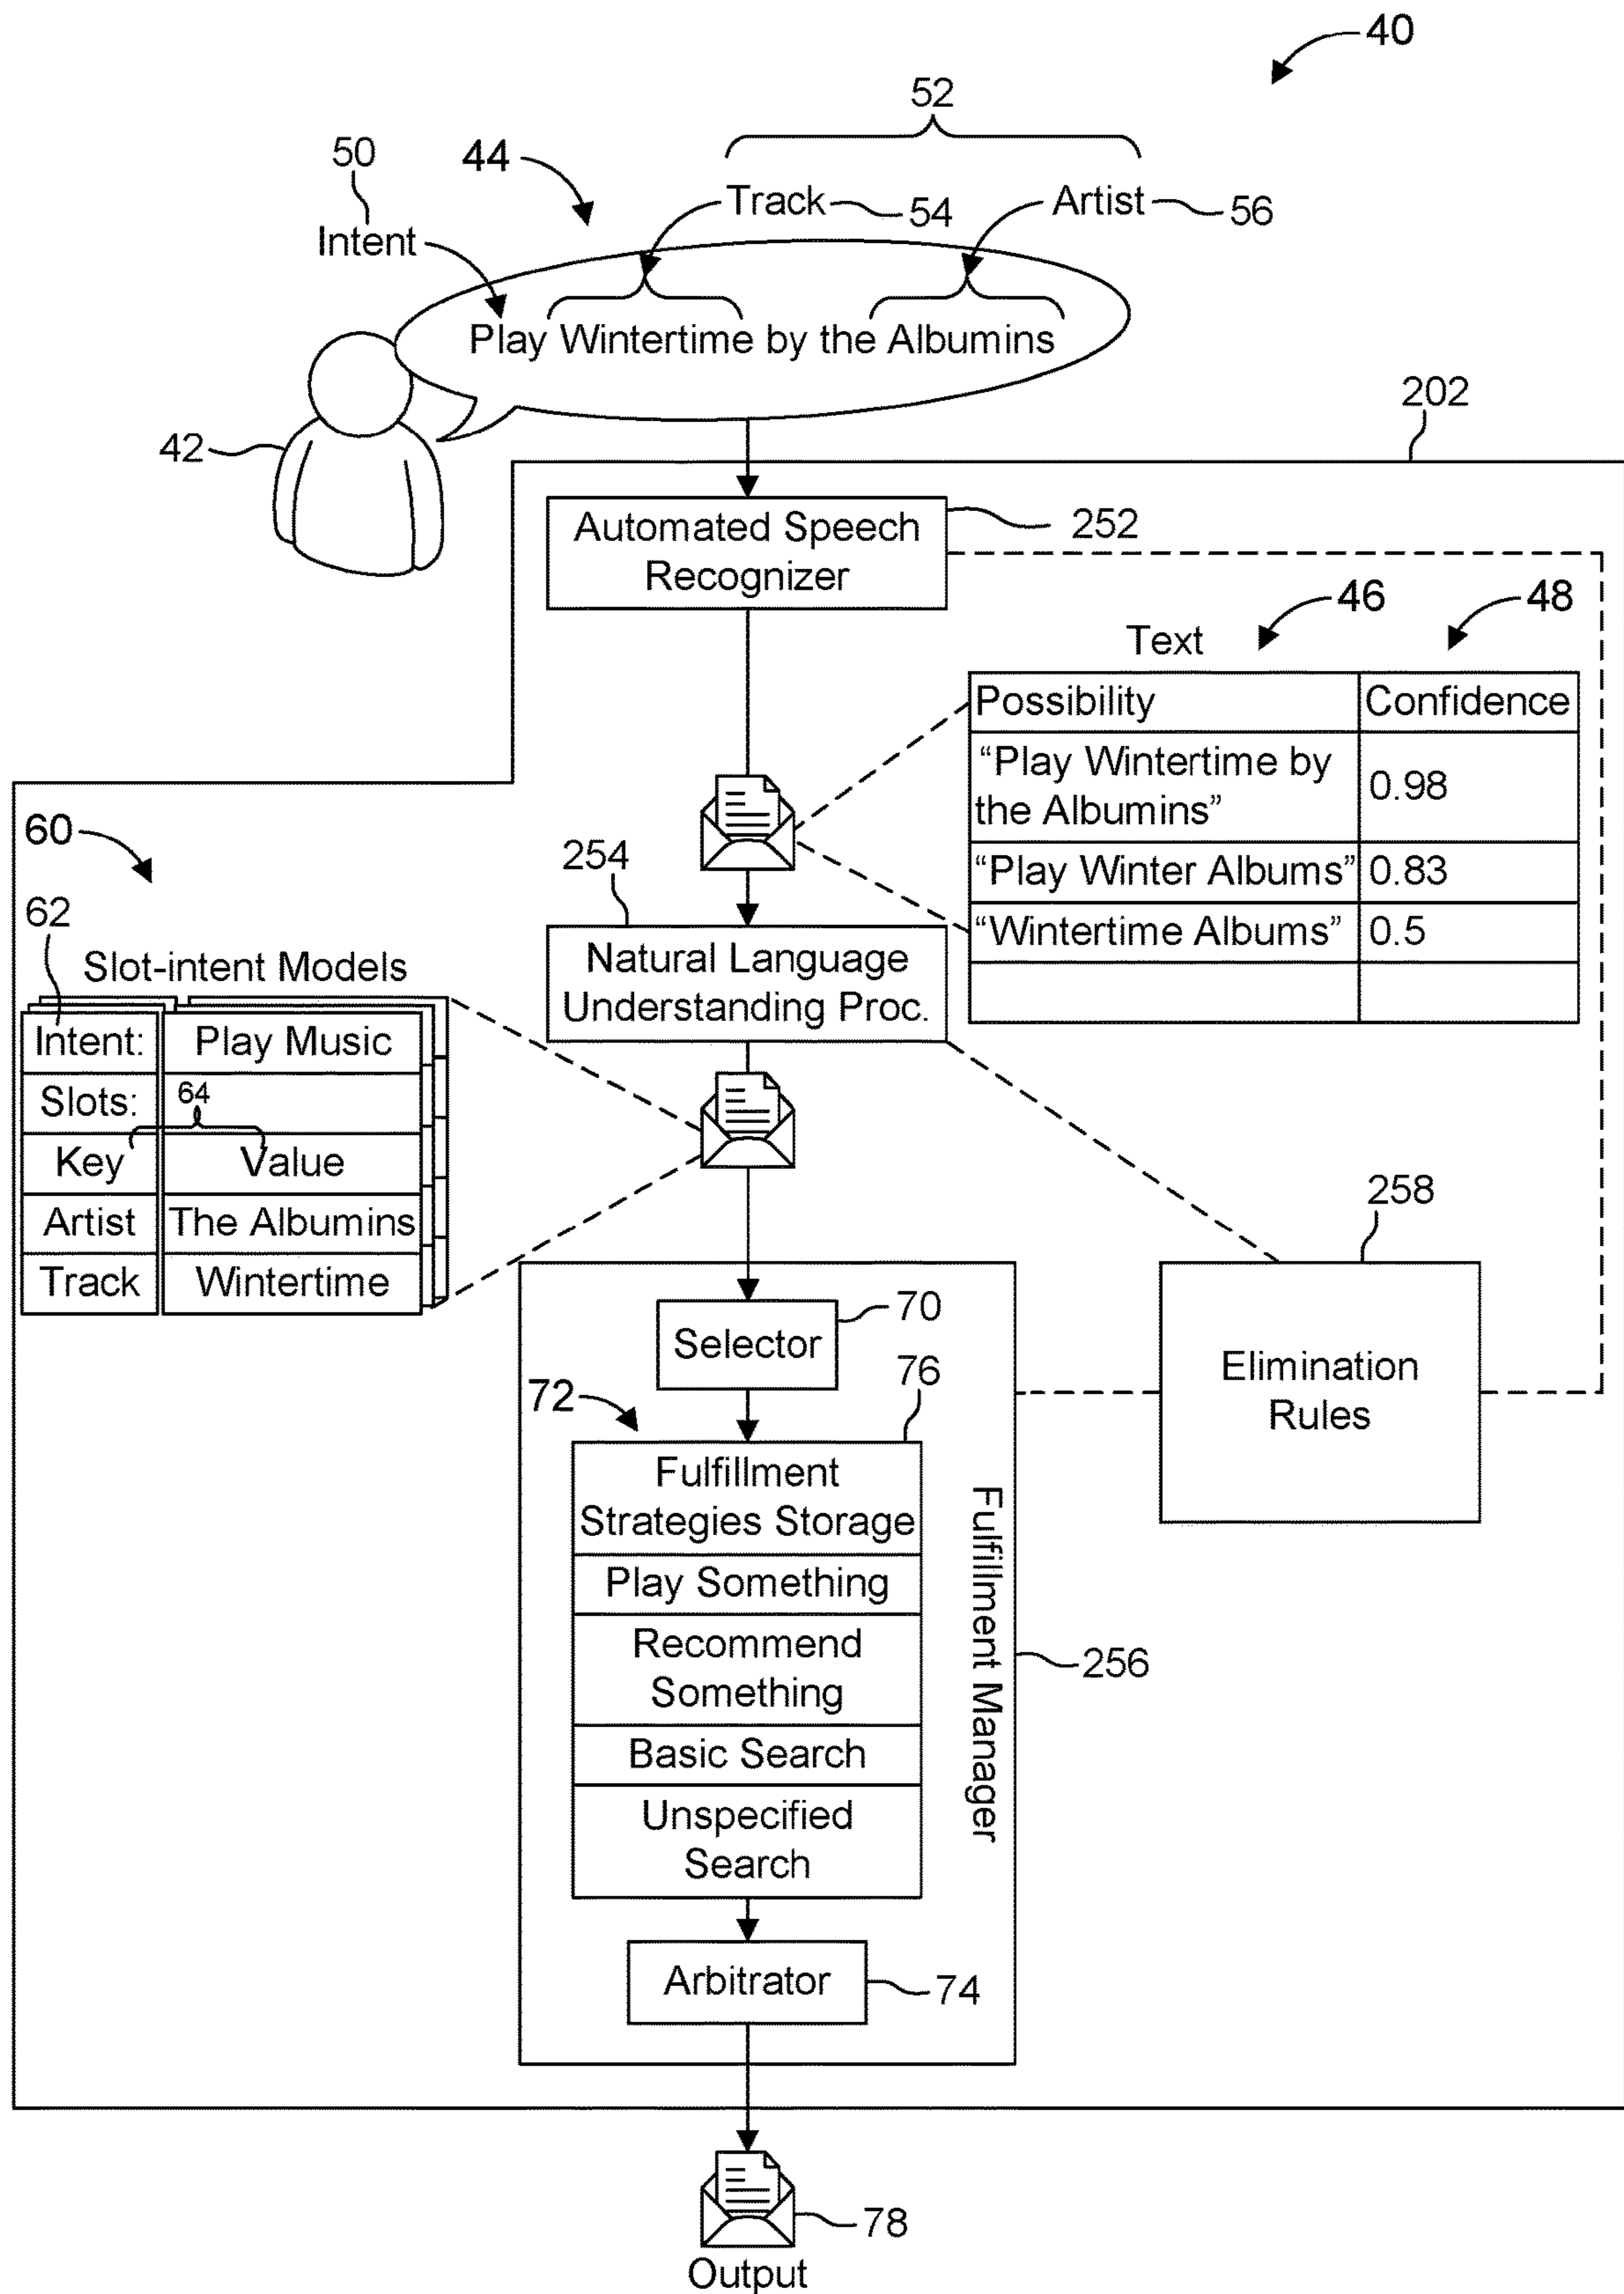 40
52
50
44
Track
54
Artist
56
Intent
Play Wintertime by the Albumins
42
202
Automated Speech
Recognizer
252
46
48
Text
Possibility
Confidence
“Play Wintertime by
the Albumins”
0.98
“Play Winter Albums”
0.83
“Wintertime Albums”
0.5
254
Natural Language
Understanding Proc.
60
62
Slot-intent Models
Intent:
Play Music
Slots:
64
Key
Value
Artist
The Albumins
Track
Wintertime
258
Elimination
Rules
70
Selector
72
76
Fulfillment
Strategies Storage
Play Something
Recommend
Something
Basic Search
Unspecified
Search
Fulfillment Manager
256
Arbitrator
74
78
Output